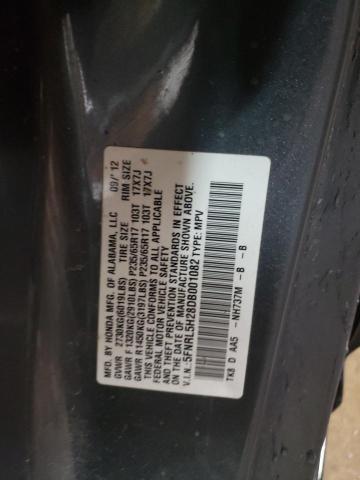 MFG. BY HONDA MFG. OF ALABAMA, LLC 09/'12
GVWR 2730KG(6019LBS) TIRE SIZE RIM SIZE
GAWR F 1320KG(2910LBS) P235/65R17 103T 17X7J
GAWR R 1450KG(3197LBS) P235/65R17 103T 17X7J
THIS VEHICLE CONFORMS TO ALL APPLICABLE
FEDERAL MOTOR VEHICLE SAFETY
AND THEFT PREVENTION STANDARDS IN EFFECT
ON THE DATE OF MANUFACTURE SHOWN ABOVE.
V.I.N.: 5FNRL5H28DB001082 TYPE: MPV
TK8 D AA5 NH737M - B - B